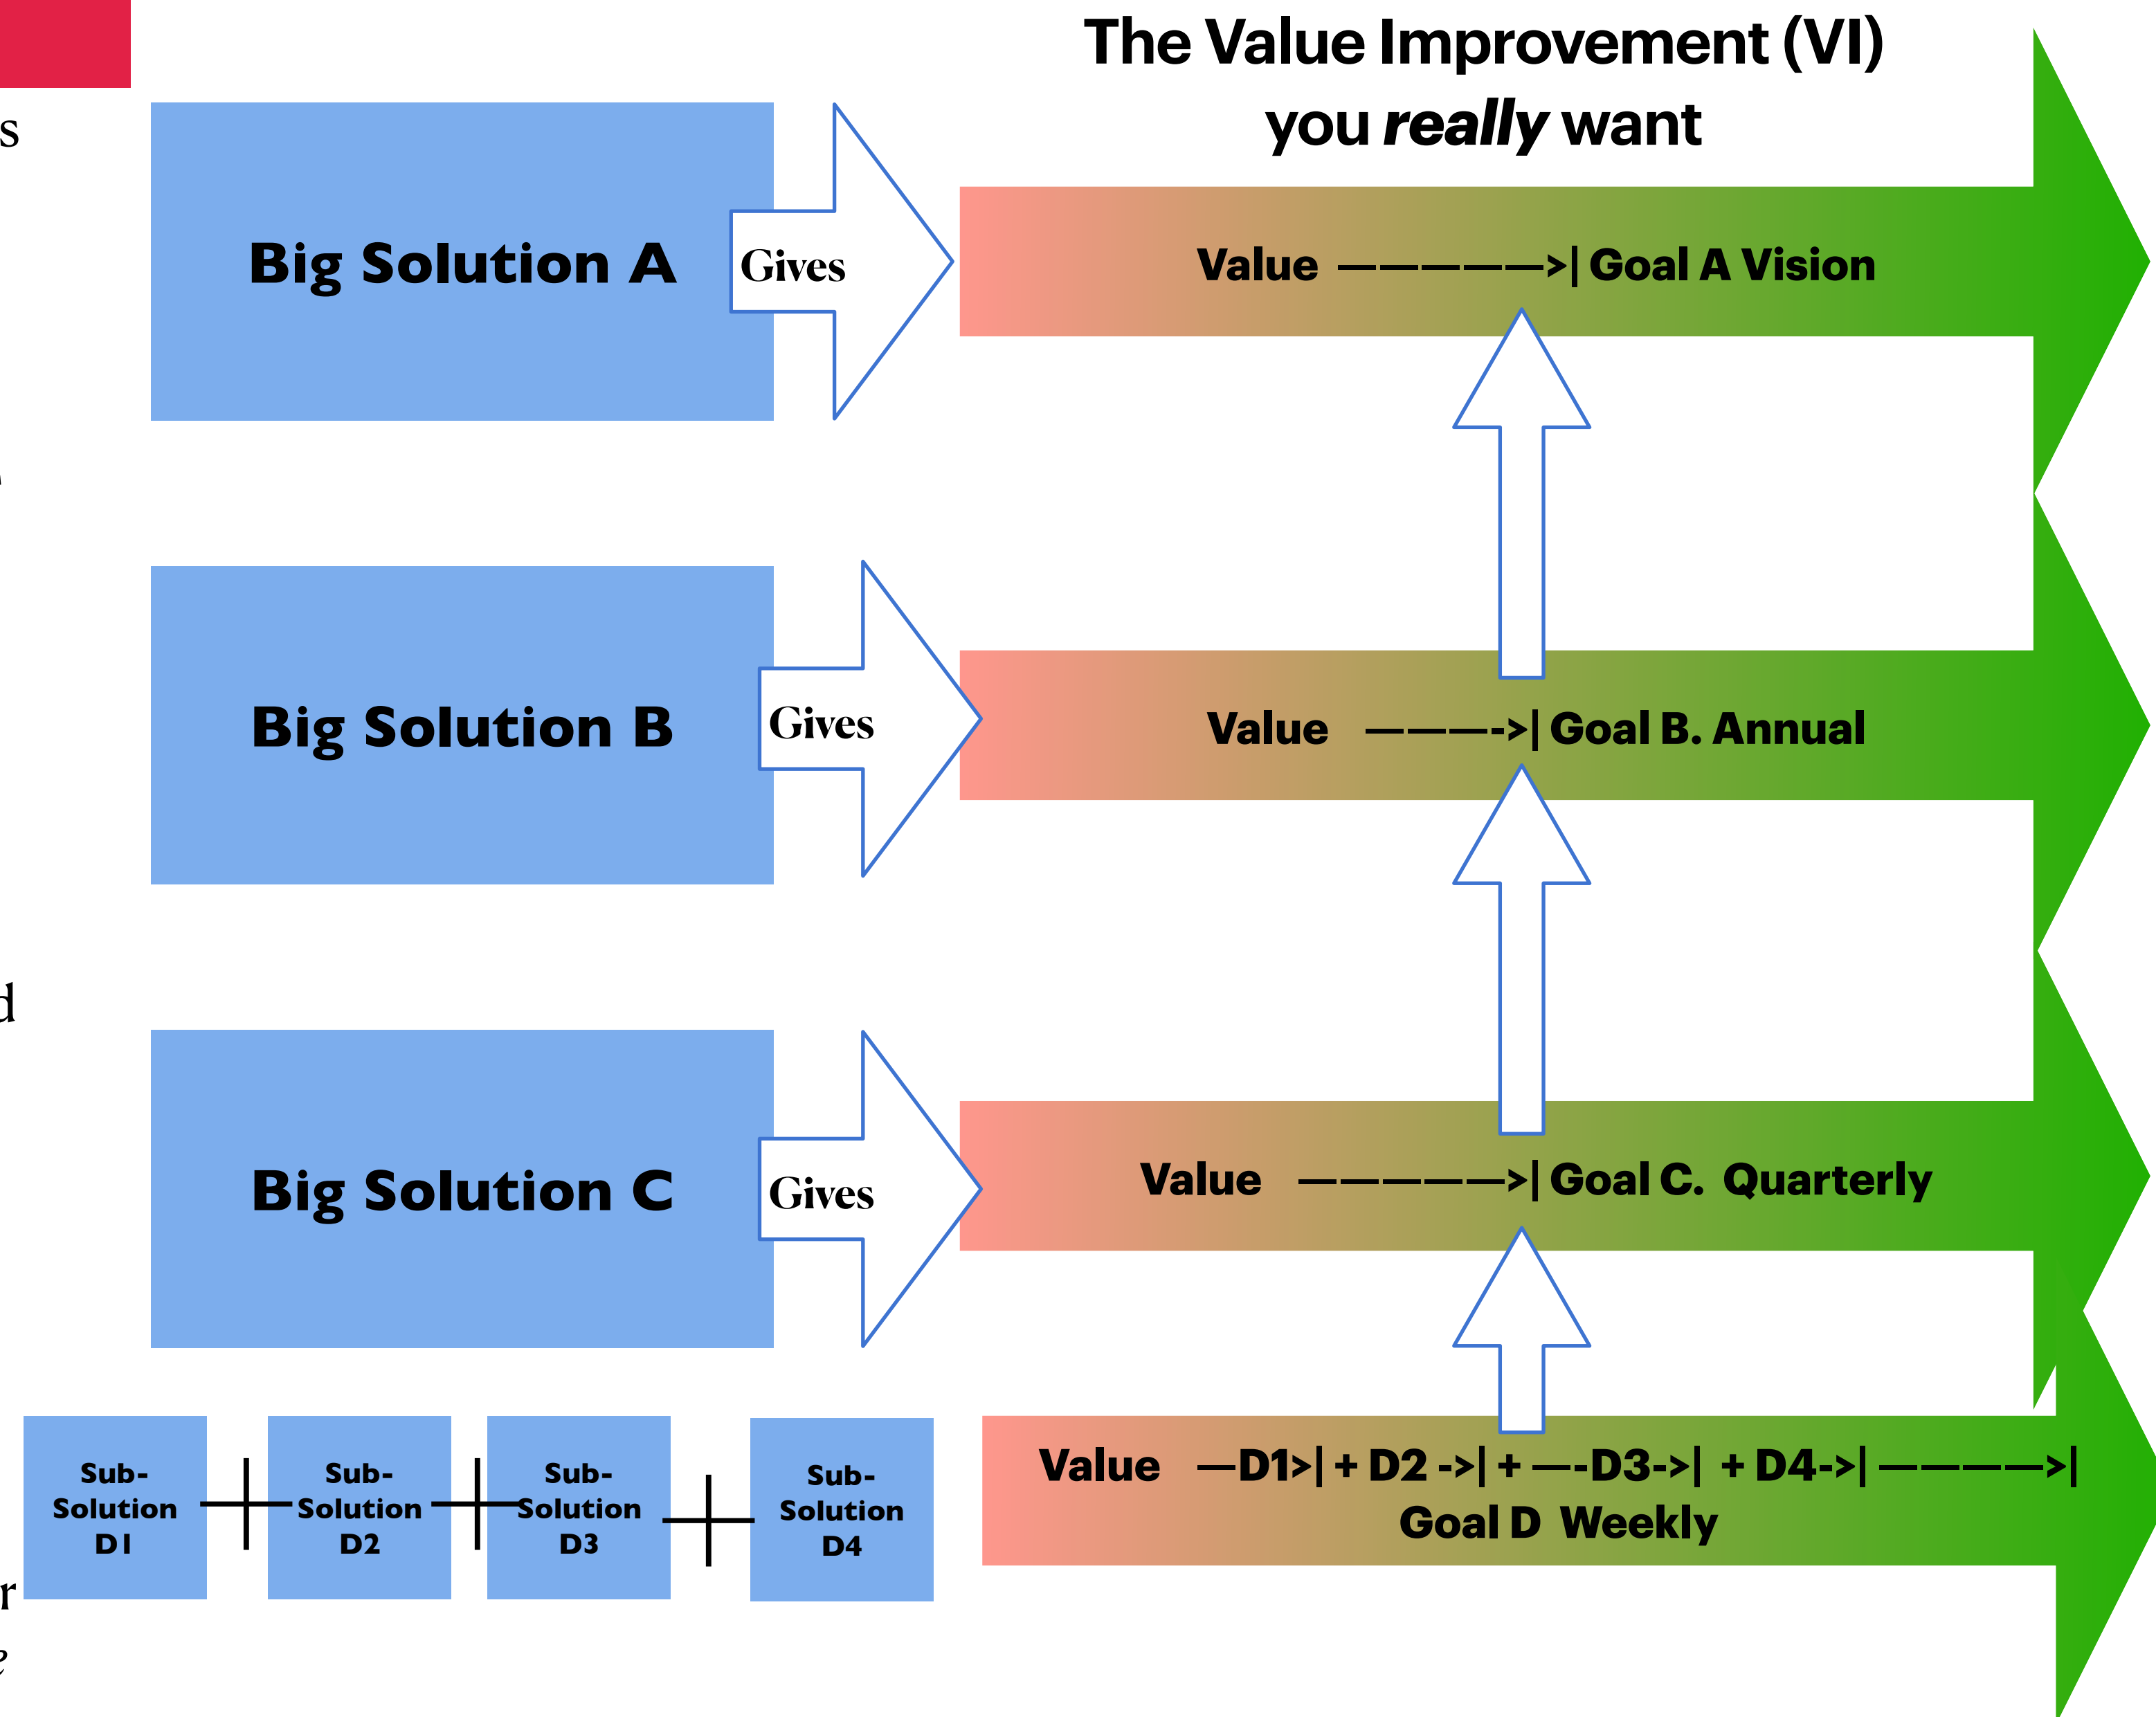 The Value Improvement (VI)
you really want
s
Big Solution A
Gives
Value —————>| Goal A Vision
Big Solution B
Gives
Value ———->| Goal B. Annual
d
Big Solution C
Gives
Value —————>| Goal C. Quarterly
Sub-
Solution
D1
Sub-
Solution
D2
Sub-
Solution
D3
Sub-
Solution
D4
Value —D1>| + D2 ->| + —-D3->| + D4->| ————>|
Goal D Weekly
r
e